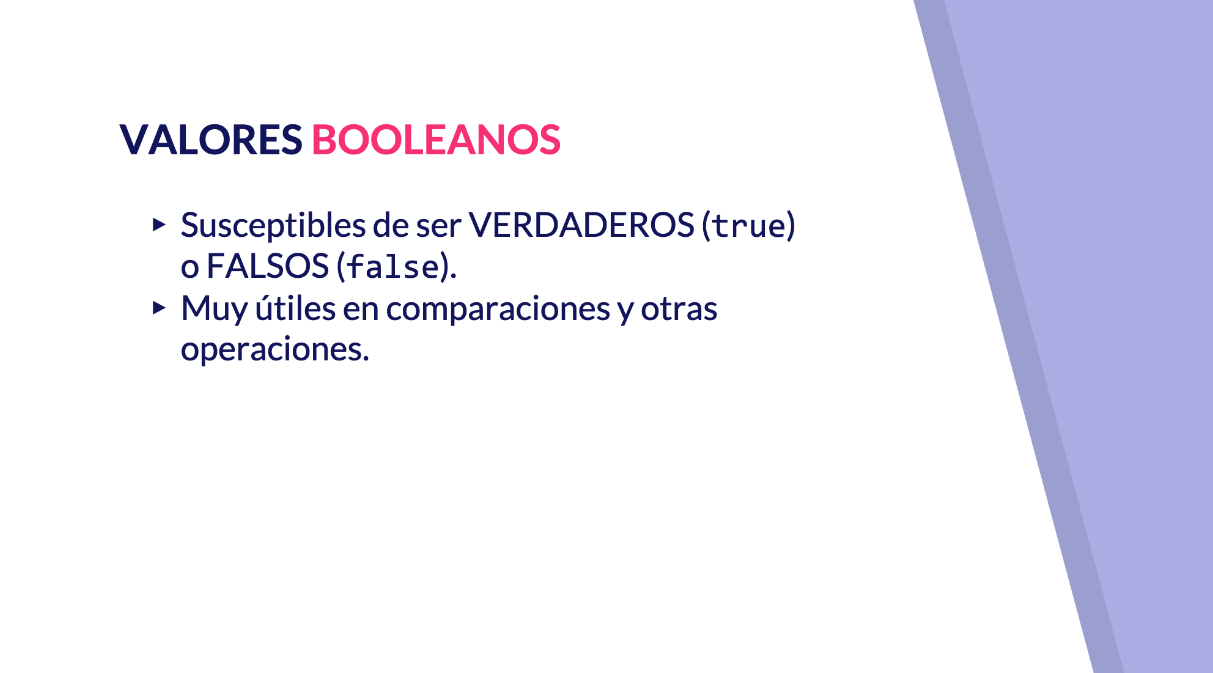 VALORES BOOLEANOS
▸ Susceptibles de ser VERDADEROS (true)
o FALSOS (false).
▸ Muy útiles en comparaciones y otras
operaciones.